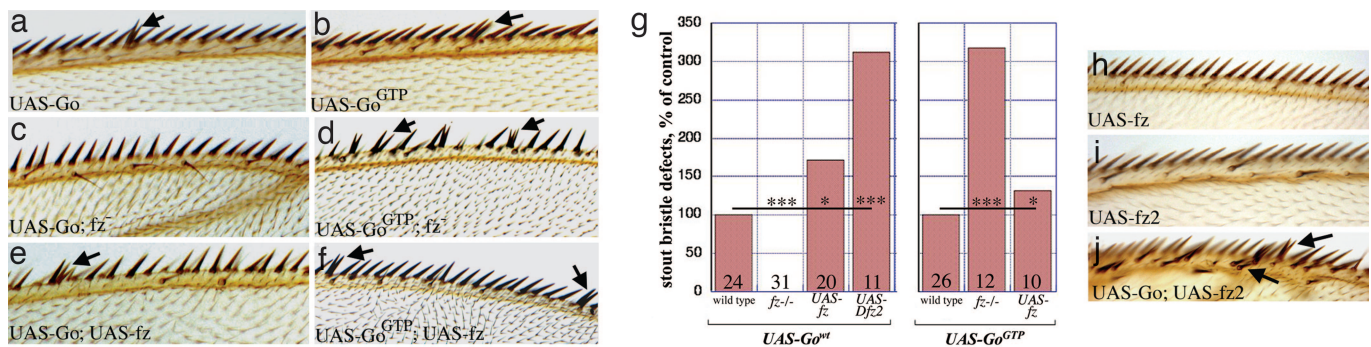 a
UAS-Go
b
UAS-Go^GTP
c
UAS-Go; fz^-
d
UAS-Go^GTP; fz^-
e
UAS-Go; UAS-fz
f
UAS-Go^GTP; UAS-fz
g
stout bristle defects, % of control
350
300
250
200
150
100
50
0
*** * ***
*** *
24 31 20 11
26 12 10
wild type fz-/- UAS-fz UAS-Dfz2
wild type fz-/- UAS-fz
UAS-Go^wt
UAS-Go^GTP
h
UAS-fz
i
UAS-fz2
j
UAS-Go; UAS-fz2